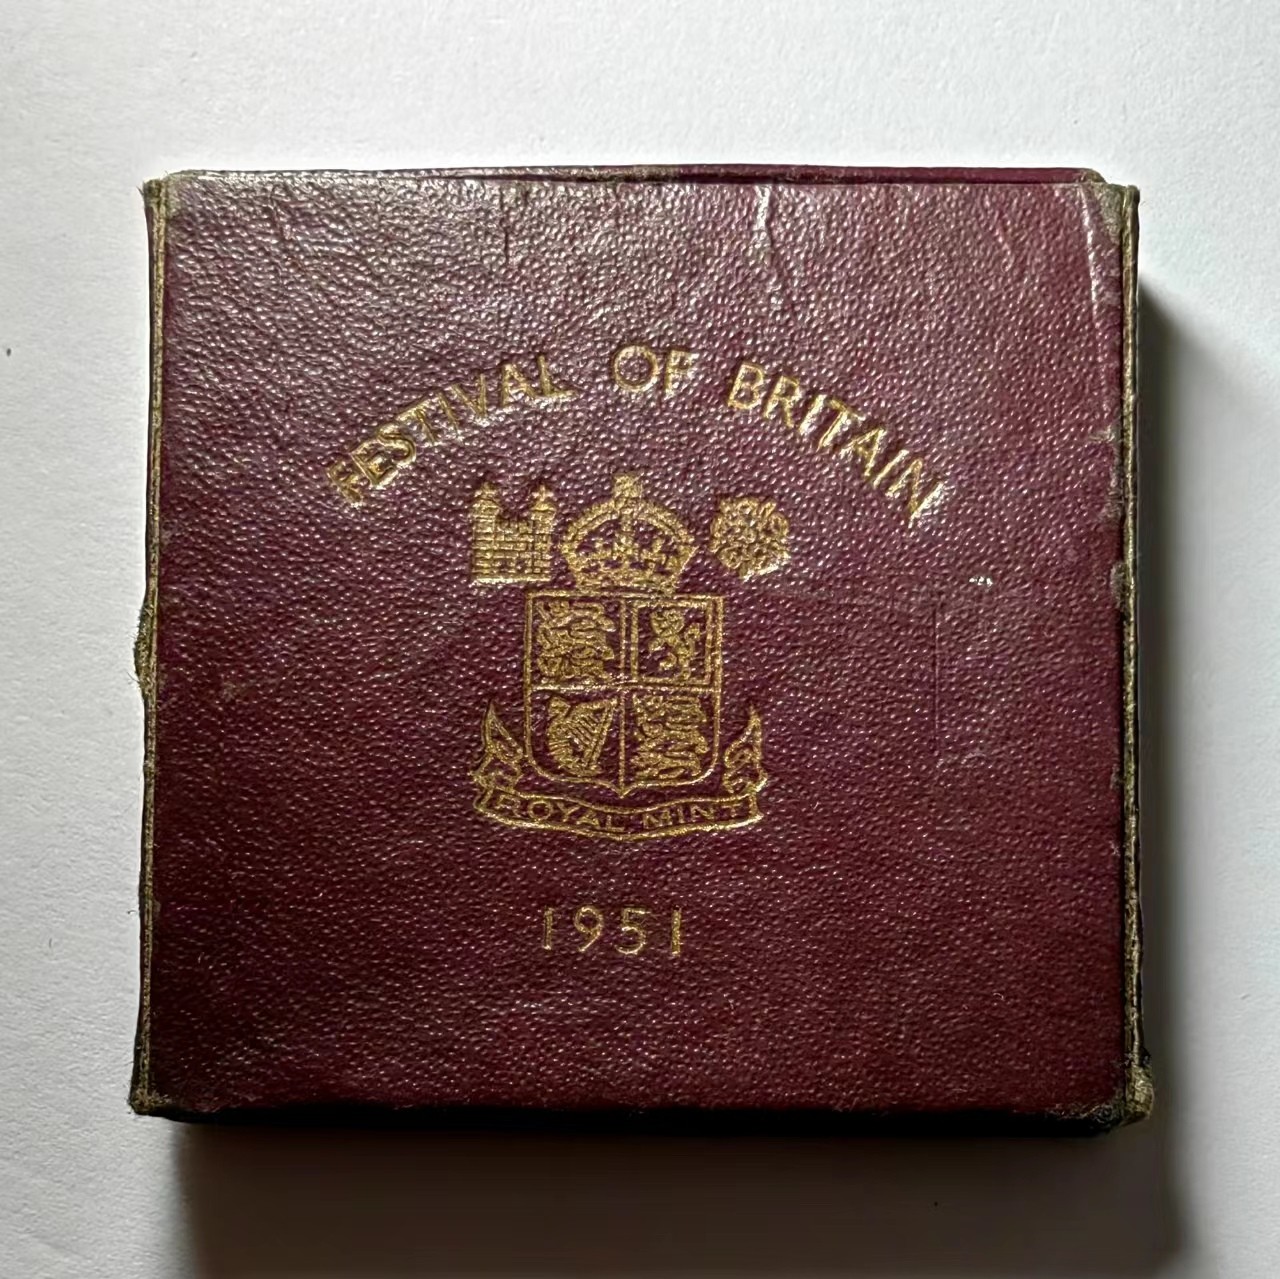 FESTIVAL OF BRITAIN
ROYAL MINT
1951